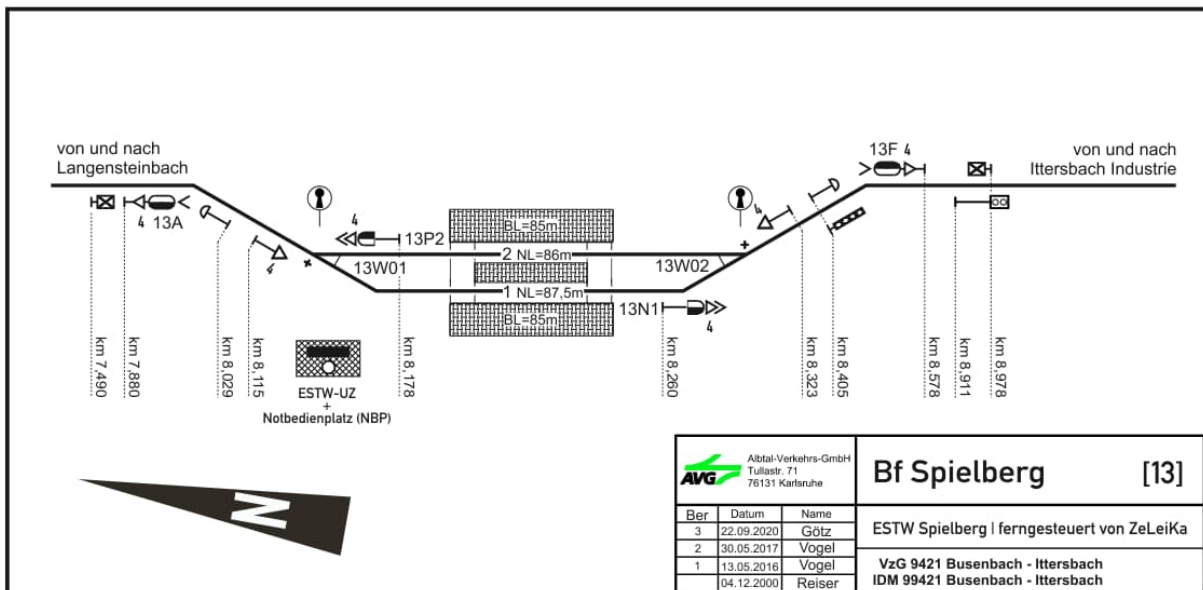 von und nach
Langensteinbach
4 13A
4
4
13P2
13W01
BL=85m
2 NL=86m
1 NL=87,5m
BL=85m
13W02
13N1
4
4
13F 4
von und nach
Ittersbach Industrie
km 7,490
km 7,880
km 8,029
km 8,115
km 8,178
km 8,260
km 8,323
km 8,405
km 8,578
km 8,911
km 8,978
ESTW-UZ
+
Notbedienplatz (NBP)
N
AVG
Albtal-Verkehrs-GmbH
Tullastr. 71
76131 Karlsruhe
Bf Spielberg [13]
Ber Datum Name
3 22.09.2020 Götz
2 30.05.2017 Vogel
1 13.05.2016 Vogel
04.12.2000 Reiser
ESTW Spielberg | ferngesteuert von ZeLeiKa
VzG 9421 Busenbach - Ittersbach
IDM 99421 Busenbach - Ittersbach